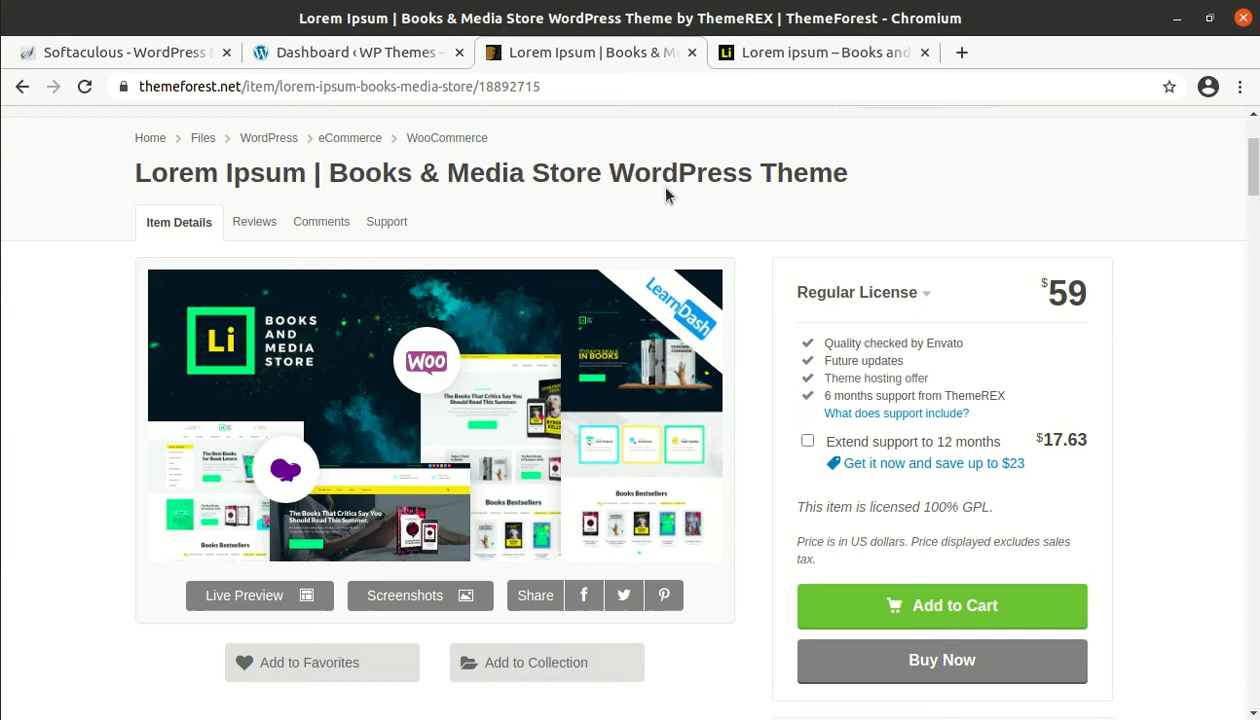 Lorem Ipsum | Books & Media Store WordPress Theme by ThemeREX | ThemeForest - Chromium
Softaculous - WordPress
Dashboard ‹ WP Themes —
Lorem Ipsum | Books & Me
Lorem ipsum – Books and
themeforest.net/item/lorem-ipsum-books-media-store/18892715
Home
Files
WordPress
eCommerce
WooCommerce
Lorem Ipsum | Books & Media Store WordPress Theme
Item Details
Reviews
Comments
Support
Li
BOOKS
AND
MEDIA
STORE
WOO
LearnDash
IN BOOKS
The Books That Critics Say You
Should Read This Summer.
The Best Books
for Book Lovers
The Books That Critics Say You
Should Read This Summer.
Books Bestsellers
Books Bestsellers
Books Bestsellers
Live Preview
Screenshots
Share
Add to Favorites
Add to Collection
Regular License
$59
Quality checked by Envato
Future updates
Theme hosting offer
6 months support from ThemeREX
What does support include?
Extend support to 12 months
$17.63
Get it now and save up to $23
This item is licensed 100% GPL.
Price is in US dollars. Price displayed excludes sales
tax.
Add to Cart
Buy Now